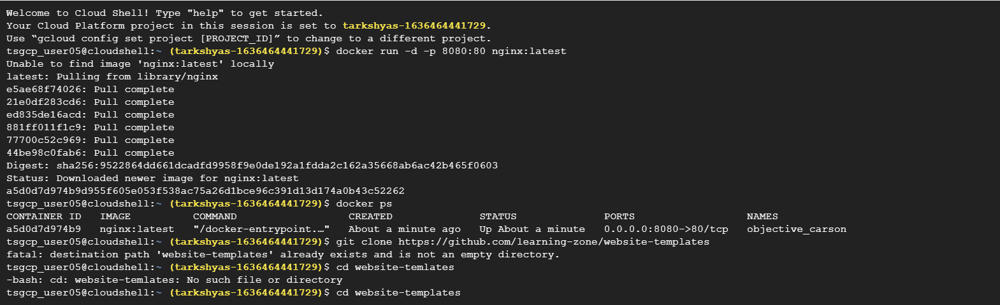 Welcome to Cloud Shell! Type "help" to get started.
Your Cloud Platform project in this session is set to tarkshyas-1636464441729.
Use “gcloud config set project [PROJECT_ID]” to change to a different project.
tsgcp_user05@cloudshell:~ (tarkshyas-1636464441729)$ docker run -d -p 8080:80 nginx:latest
Unable to find image 'nginx:latest' locally
latest: Pulling from library/nginx
e5ae68f74026: Pull complete
21e0df283cd6: Pull complete
ed835de16acd: Pull complete
881ff011f1c9: Pull complete
77700c52c969: Pull complete
44be98c0fab6: Pull complete
Digest: sha256:9522864dd661dcadfd9958f9e0de192a1fdda2c162a35668ab6ac42b465f0603
Status: Downloaded newer image for nginx:latest
a5d0d7d974b9d955f605e053f538ac75a26d1bce96c391d13d174a0b43c52262
tsgcp_user05@cloudshell:~ (tarkshyas-1636464441729)$ docker ps
CONTAINER ID   IMAGE          COMMAND                  CREATED              STATUS              PORTS                  NAMES
a5d0d7d974b9   nginx:latest   "/docker-entrypoint.…"   About a minute ago   Up About a minute   0.0.0.0:8080->80/tcp   objective_carson
tsgcp_user05@cloudshell:~ (tarkshyas-1636464441729)$ git clone https://github.com/learning-zone/website-templates
fatal: destination path 'website-templates' already exists and is not an empty directory.
tsgcp_user05@cloudshell:~ (tarkshyas-1636464441729)$ cd website-temlates
-bash: cd: website-temlates: No such file or directory
tsgcp_user05@cloudshell:~ (tarkshyas-1636464441729)$ cd website-templates